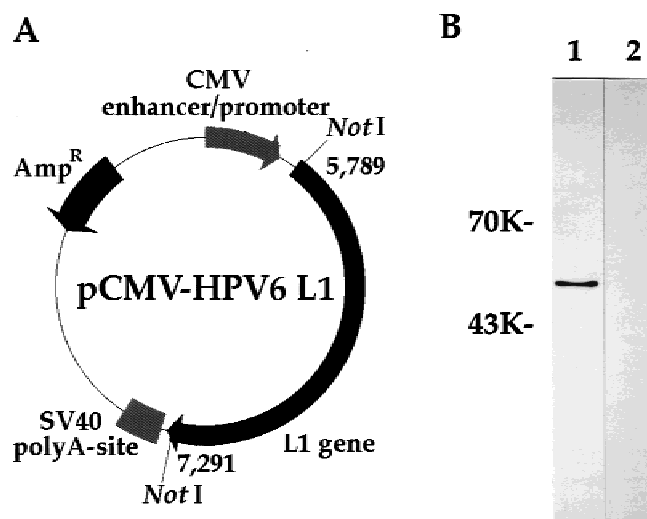 A
CMV
enhancer/promoter
Not I
5,789
Amp^R
pCMV-HPV6 L1
SV40
polyA-site
7,291
Not I
L1 gene
B
1 2
70K-
43K-